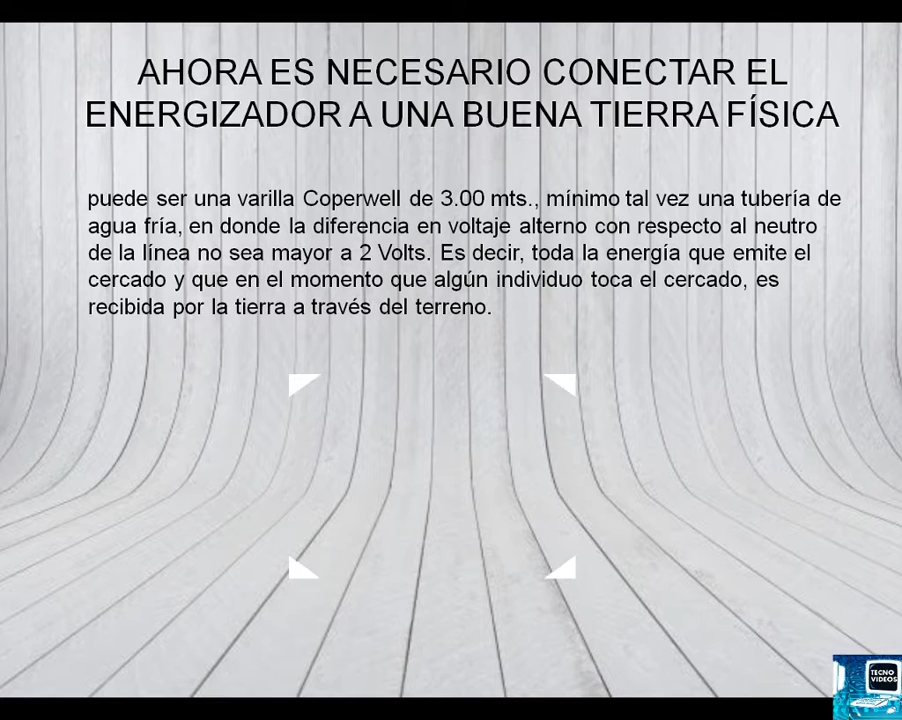 AHORA ES NECESARIO CONECTAR EL
ENERGIZADOR A UNA BUENA TIERRA FÍSICA
puede ser una varilla Coperwell de 3.00 mts., mínimo tal vez una tubería de
agua fría, en donde la diferencia en voltaje alterno con respecto al neutro
de la línea no sea mayor a 2 Volts. Es decir, toda la energía que emite el
cercado y que en el momento que algún individuo toca el cercado, es
recibida por la tierra a través del terreno.
TECNO
VIDEOS